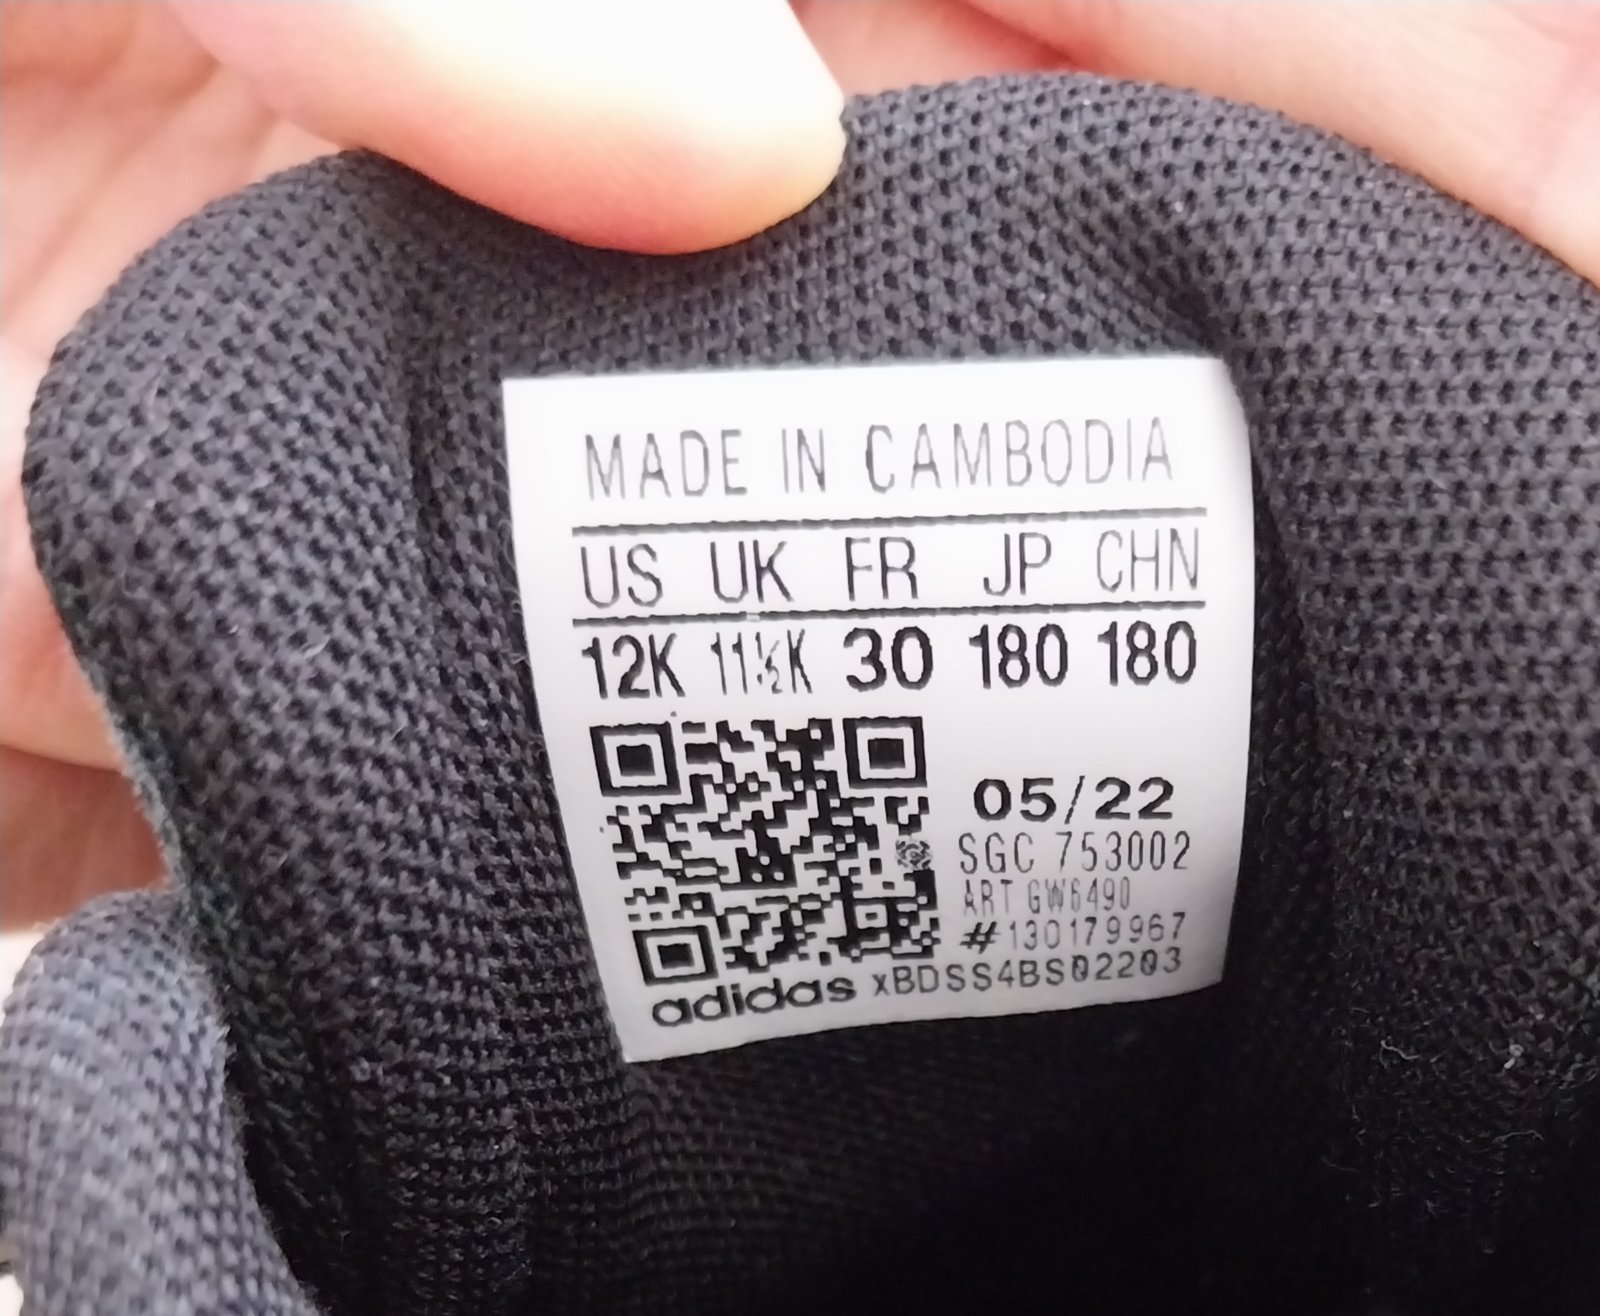 MADE IN CAMBODIA
US UK FR JP CHN
12K 11½K 30 180 180
05/22
SGC 753002
ART GW6490
#130179967
adidas xBDSS4BS02203